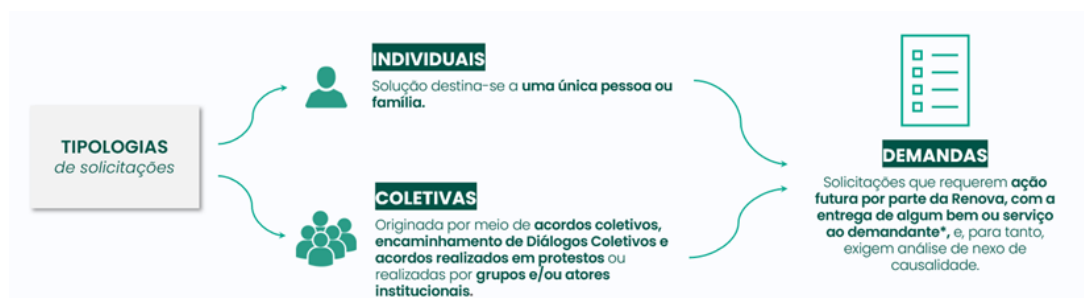 TIPOLOGIAS
de solicitações
INDIVIDUAIS
Solução destina-se a uma única pessoa ou
família.
COLETIVAS
Originada por meio de acordos coletivos,
encaminhamento de Diálogos Coletivos e
acordos realizados em protestos ou
realizadas por grupos e/ou atores
institucionais.
DEMANDAS
Solicitações que requerem ação
futura por parte da Renova, com a
entrega de algum bem ou serviço
ao demandante*, e, para tanto,
exigem análise de nexo de
causalidade.